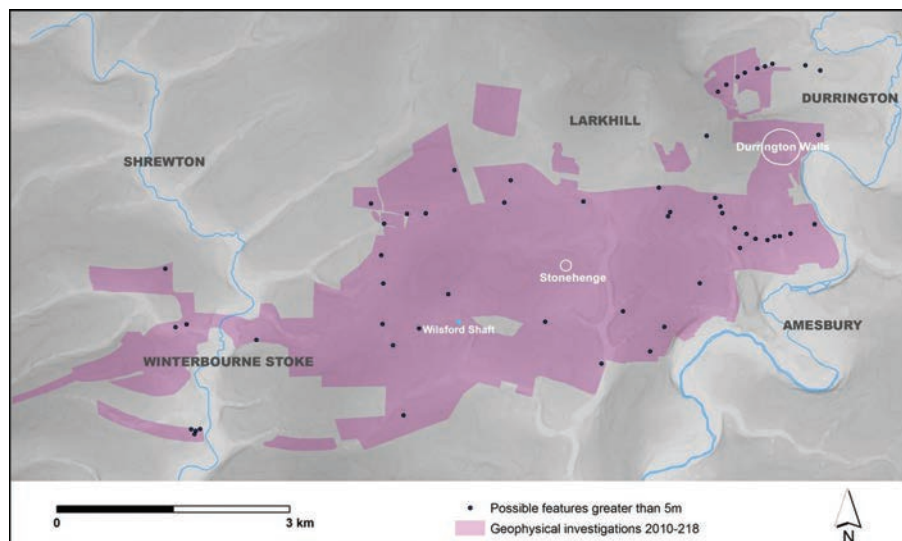 DURRINGTON
LARKHILL
Durrington Walls
SHREWTON
Stonehenge
Wilsford Shaft
AMESBURY
WINTERBOURNE STOKE
0
3 km
Possible features greater than 5m
Geophysical investigations 2010-218
N